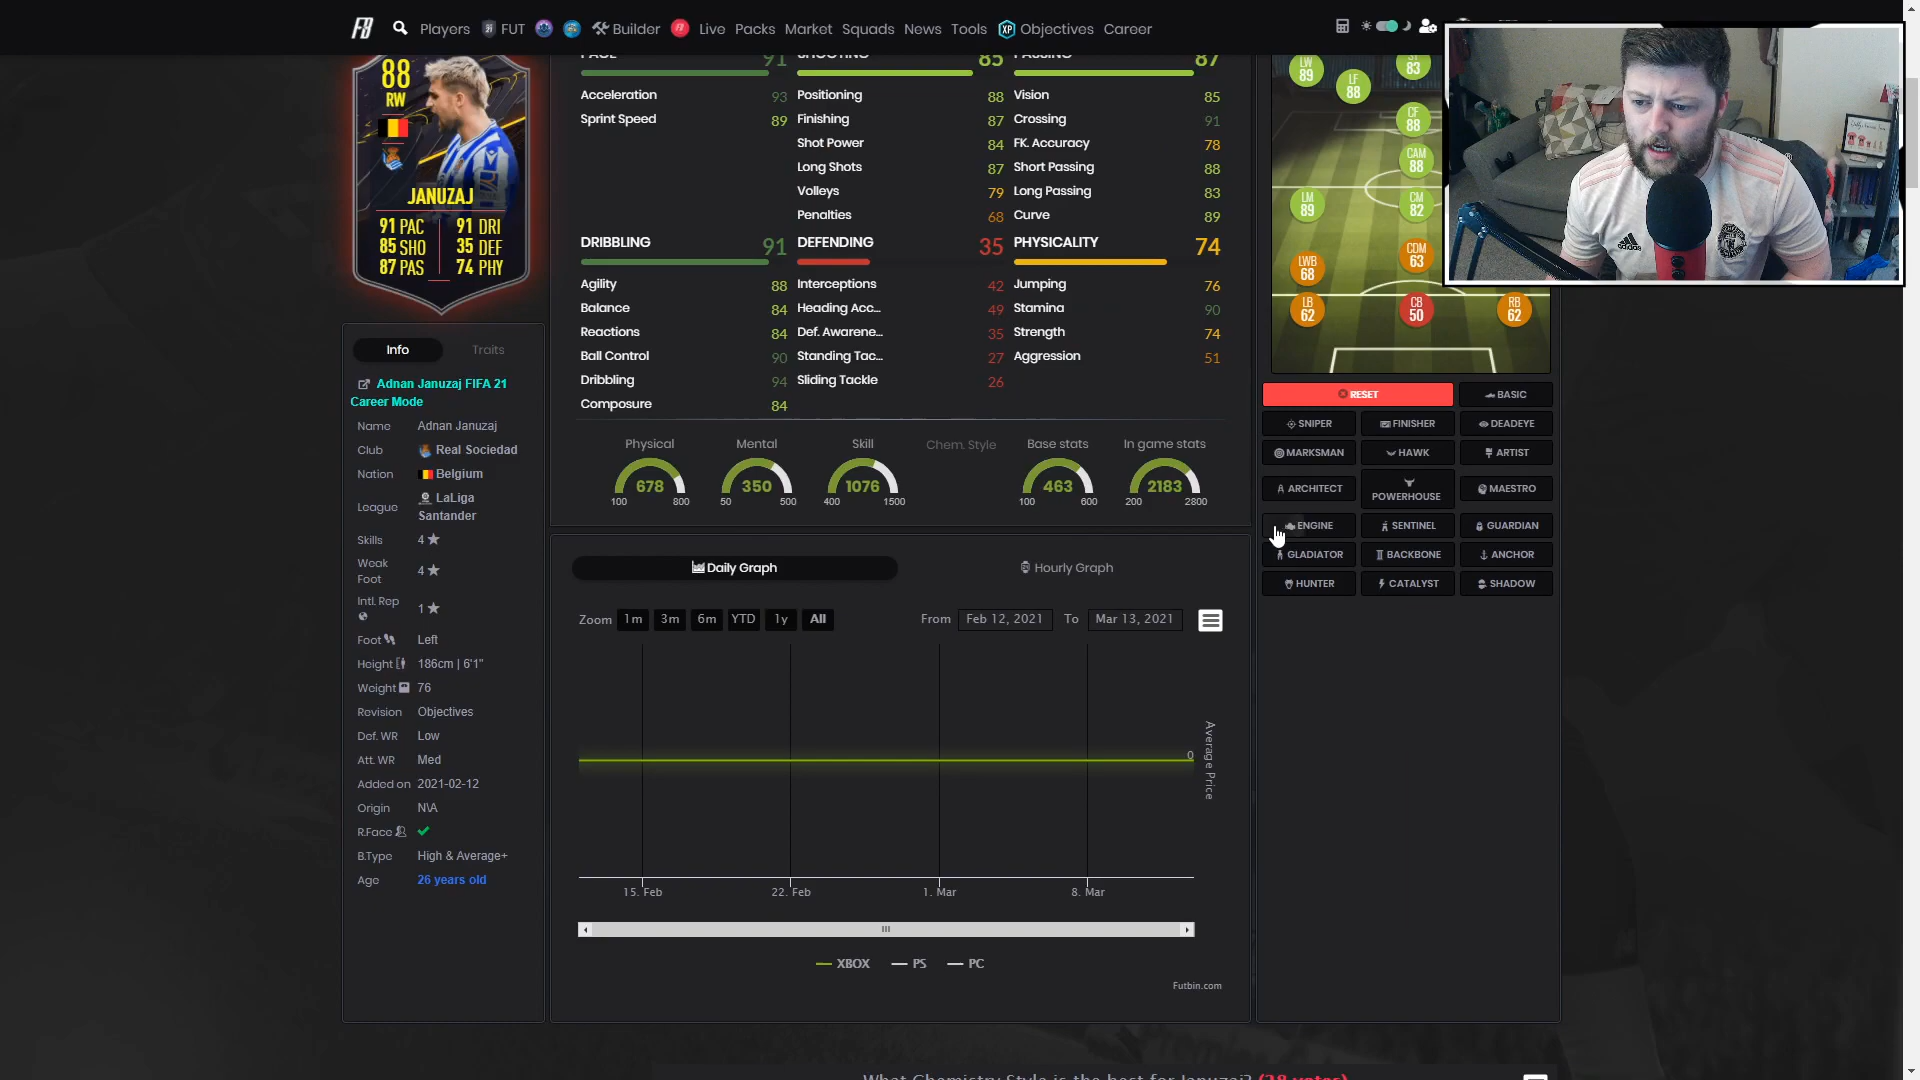 Players FUT Builder Live Packs Market Squads News Tools XP Objectives Career
88
RW
JANUZAJ
91 PAC 91 DRI
85 SHO 35 DEF
87 PAS 74 PHY
91 85 87
Acceleration 93
Sprint Speed 89
Positioning 88
Finishing 87
Shot Power 84
Long Shots 87
Volleys 79
Penalties 68
Vision 85
Crossing 91
FK. Accuracy 78
Short Passing 88
Long Passing 83
Curve 89
DRIBBLING 91
Agility 88
Balance 84
Reactions 84
Ball Control 90
Dribbling 94
Composure 84
DEFENDING 35
Interceptions 42
Heading Acc... 49
Def. Awarene... 35
Standing Tac... 27
Sliding Tackle 26
PHYSICALITY 74
Jumping 76
Stamina 90
Strength 74
Aggression 51
Physical Mental Skill Chem. Style Base stats In game stats
678 350 1076 463 2183
100 800 50 500 400 1500 100 600 200 2800
LW 89
LF 88
ST 83
CF 88
CAM 88
LM 89
CM 82
CDM 63
LWB 68
LB 62
CB 50
RB 62
RESET BASIC
SNIPER FINISHER DEADEYE
MARKSMAN HAWK ARTIST
ARCHITECT POWERHOUSE MAESTRO
ENGINE SENTINEL GUARDIAN
GLADIATOR BACKBONE ANCHOR
HUNTER CATALYST SHADOW
Info Traits
Adnan Januzaj FIFA 21
Career Mode
Name Adnan Januzaj
Club Real Sociedad
Nation Belgium
League LaLiga Santander
Skills 4
Weak Foot 4
Intl. Rep 1
Foot Left
Height 186cm | 6'1"
Weight 76
Revision Objectives
Def. WR Low
Att. WR Med
Added on 2021-02-12
Origin N\A
R.Face
B.Type High & Average+
Age 26 years old
Daily Graph Hourly Graph
Zoom 1m 3m 6m YTD 1y All From Feb 12, 2021 To Mar 13, 2021
0
Average Price
15. Feb 22. Feb 1. Mar 8. Mar
XBOX PS PC
Futbin.com
adidas